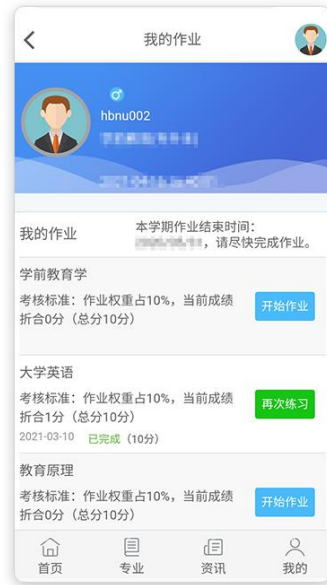 我的作业
hbnu002
我的作业
本学期作业结束时间：
，请尽快完成作业。
学前教育学
考核标准：作业权重占10%，当前成绩
折合0分（总分10分）
开始作业
大学英语
考核标准：作业权重占10%，当前成绩
折合1分（总分10分）
再次练习
2021-03-10 已完成（10分）
教育原理
考核标准：作业权重占10%，当前成绩
折合0分（总分10分）
开始作业
首页 专业 资讯 我的